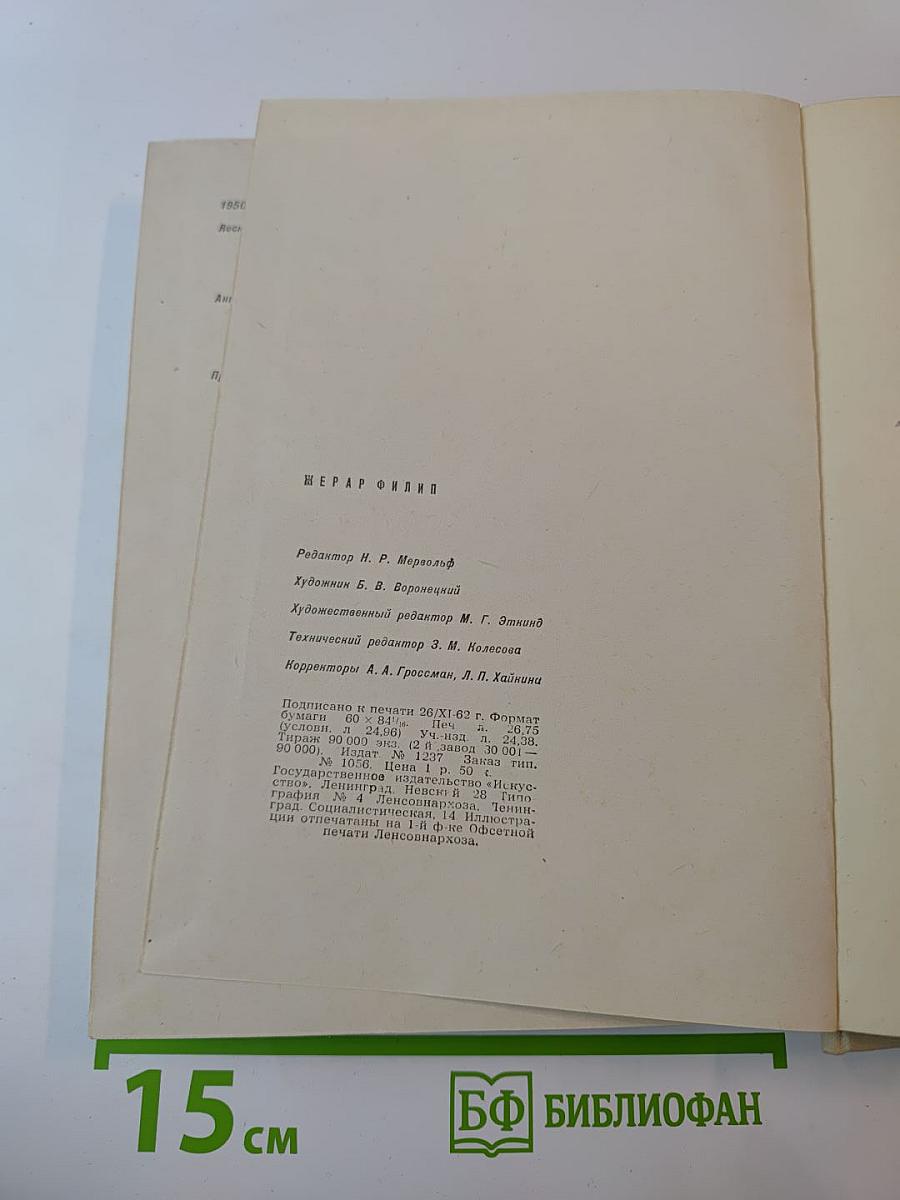 1950
Анг
ЖЕРАР ФИЛИП
Редактор Н. Р. Мервольф
Художник Б. В. Воронецкий
Художественный редактор М. Г. Эткинд
Технический редактор З. М. Колесова
Корректоры А. А. Гроссман, Л. П. Хайкина
Подписано к печати 26/XI-62 г. Формат
бумаги 60 × 84¹/₁₆. Печ л. 26,75
(условн. л 24,96) Уч.-изд. л. 24,38.
Тираж 90 000 экз. (2 й завод 30 001—
90 000). Издат № 1237 Заказ тип.
№ 1056. Цена 1 р. 50 к.
Государственное издательство «Искус-
ство». Ленинград, Невский 28 Типо-
графия № 4 Ленсовнархоза, Ленин-
град. Социалистическая, 14 Иллюстра-
ции отпечатаны на 1-й ф-ке Офсетной
печати Ленсовнархоза.
15 см
БФ БИБЛИОФАН